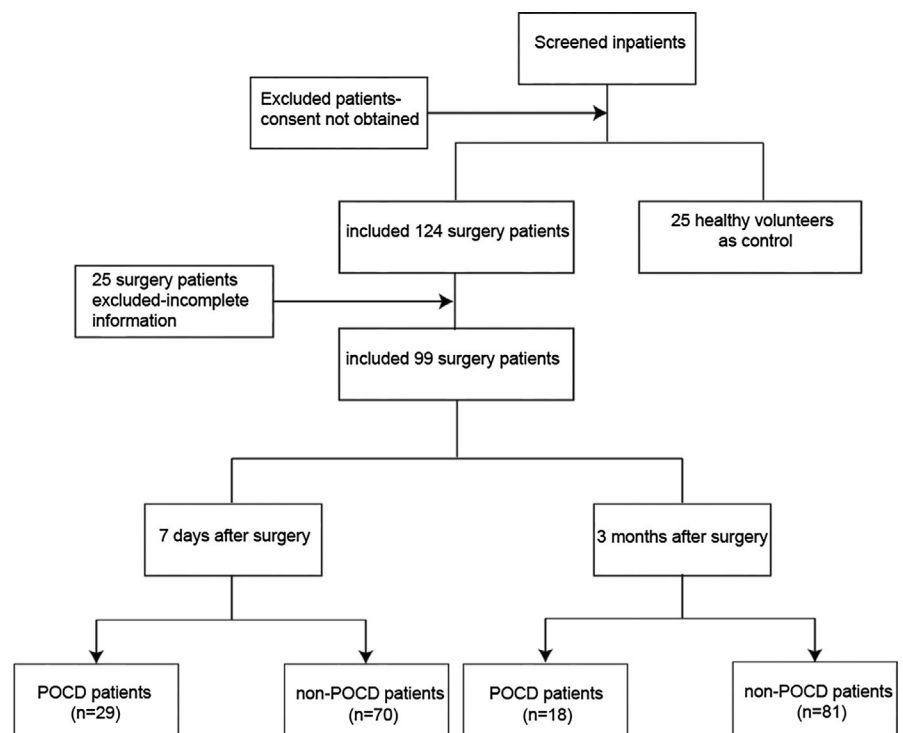 Screened inpatients
Excluded patients-
consent not obtained
included 124 surgery patients
25 healthy volunteers
as control
25 surgery patients
excluded-incomplete
information
included 99 surgery patients
7 days after surgery
3 months after surgery
POCD patients
(n=29)
non-POCD patients
(n=70)
POCD patients
(n=18)
non-POCD patients
(n=81)